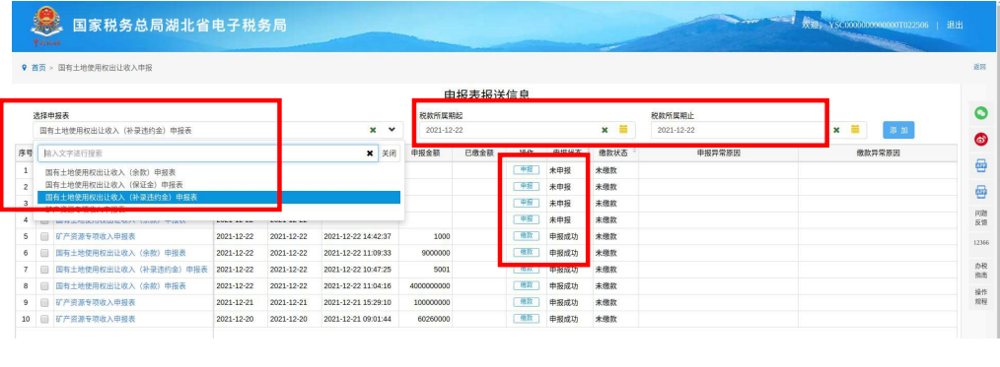 国家税务总局湖北省电子税务局
欢迎，YSC0000000000000T022506 | 退出
首页 > 国有土地使用权出让收入申报
返回
申报表报送信息
选择申报表 税款所属期起 税款所属期止
国有土地使用权出让收入（补录违约金）申报表 2021-12-22 2021-12-22 添 加
序号 输入文字进行搜索 关闭 申报金额 已缴金额 操作 申报状态 缴款状态 申报异常原因 缴款异常原因
国有土地使用权出让收入（余款）申报表
国有土地使用权出让收入（保证金）申报表
国有土地使用权出让收入（补录违约金）申报表
矿产资源专项收入申报表
1 申报 未申报 未缴款
2 申报 未申报 未缴款
3 申报 未申报 未缴款
4 国有土地使用权出让收入（余款）申报表 2021-12-22 2021-12-22 申报 未申报 未缴款
5 矿产资源专项收入申报表 2021-12-22 2021-12-22 2021-12-22 14:42:37 1000 缴款 申报成功 未缴款
6 国有土地使用权出让收入（余款）申报表 2021-12-22 2021-12-22 2021-12-22 11:09:33 9000000 缴款 申报成功 未缴款
7 国有土地使用权出让收入（补录违约金）申报表 2021-12-22 2021-12-22 2021-12-22 10:47:25 5001 缴款 申报成功 未缴款
8 国有土地使用权出让收入（余款）申报表 2021-12-22 2021-12-22 2021-12-22 11:04:16 4000000000 缴款 申报成功 未缴款
9 矿产资源专项收入申报表 2021-12-21 2021-12-21 2021-12-21 15:29:10 100000000 缴款 申报成功 未缴款
10 矿产资源专项收入申报表 2021-12-20 2021-12-20 2021-12-21 09:01:44 60260000 缴款 申报成功 未缴款
问题
反馈
12366
办税
指南
操作
规程